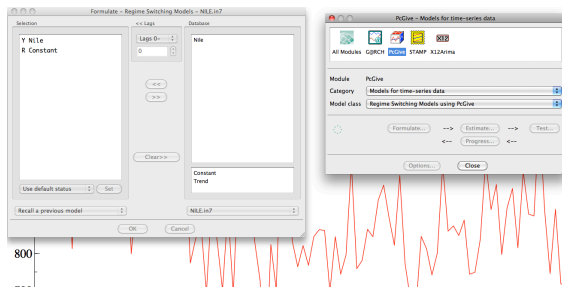 Formulate - Regime Switching Models - NILE.in7
Selection
<< Lags
Database
Y Nile
R Constant
Lags 0-
0
<<
>>
Clear>>
Nile
Constant
Trend
Use default status
Set
Recall a previous model
NILE.in7
OK
Cancel
PcGive - Models for time-series data
All Modules
G@RCH
PcGive
STAMP
X12Arima
X12
Module
PcGive
Category
Models for time-series data
Model class
Regime Switching Models using PcGive
Formulate...
-->
Estimate...
-->
Test...
<--
Progress...
<--
Options...
Close
800